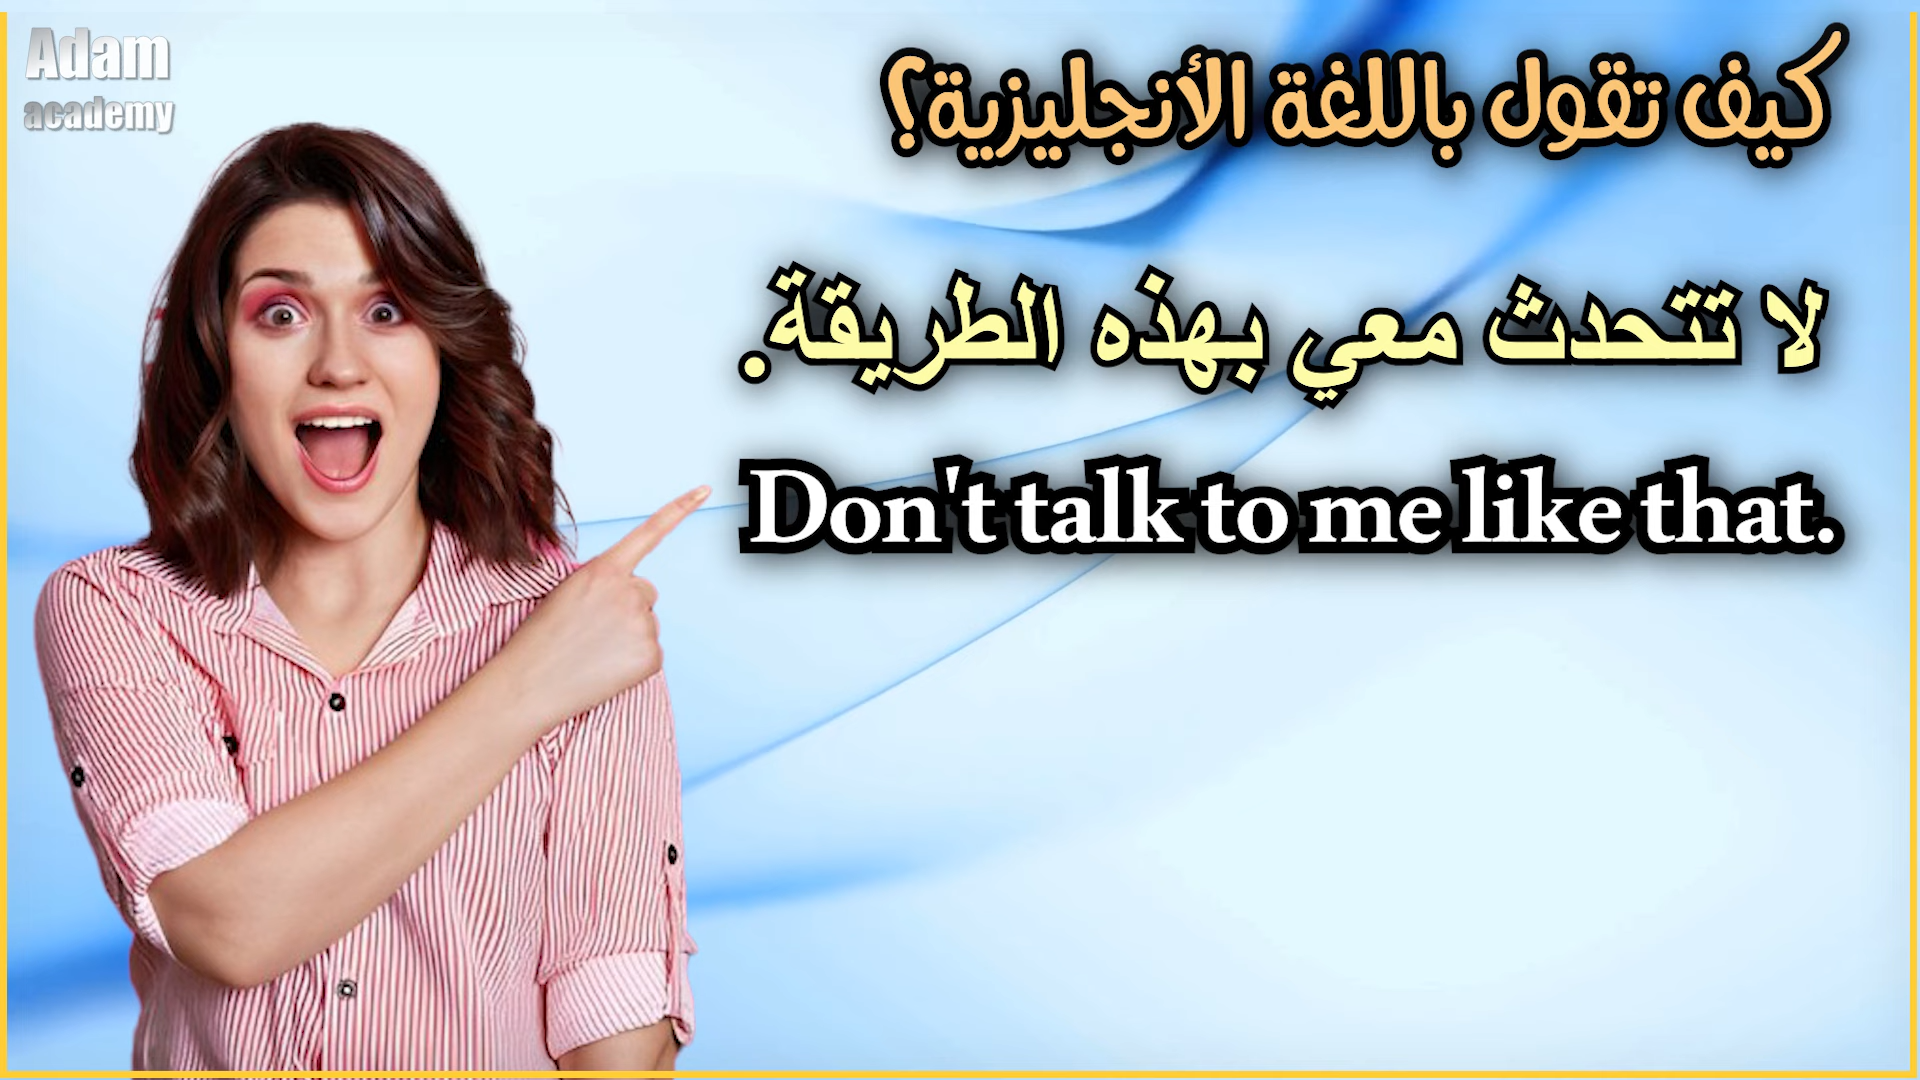 Adam
academy
كيف تقول باللغة الأنجليزية؟
لا تتحدث معي بهذه الطريقة.
Don't talk to me like that.